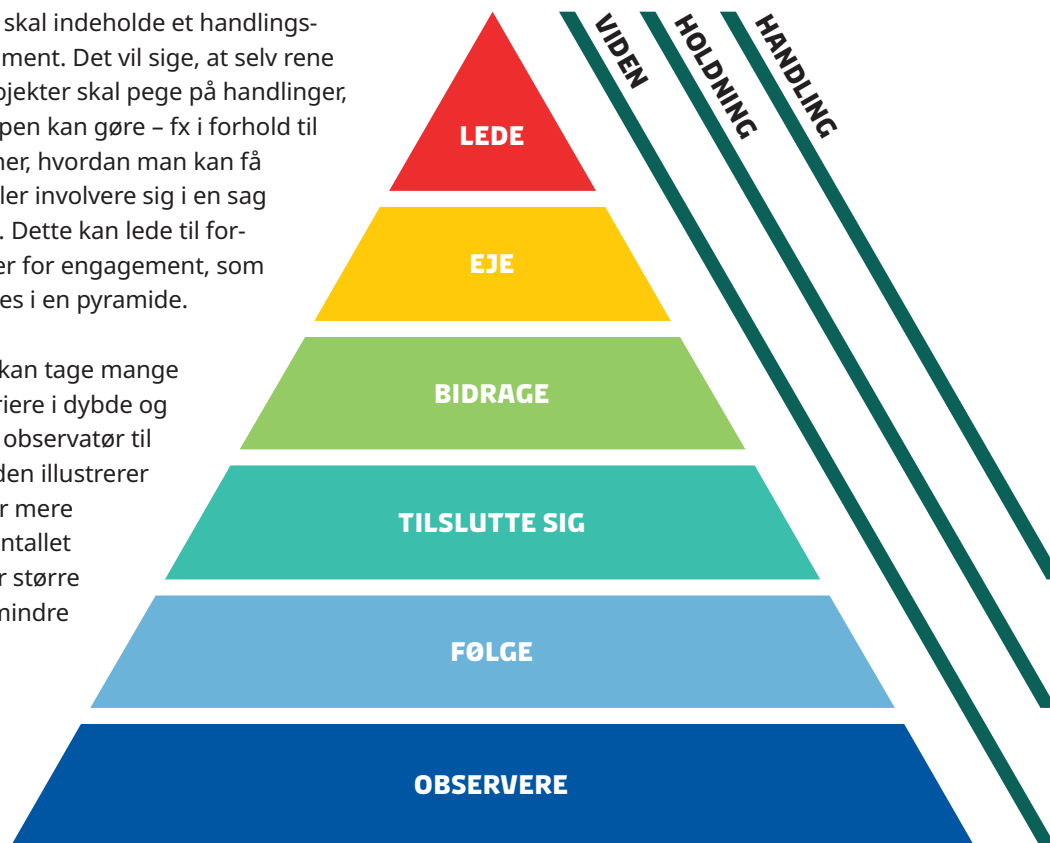 skal indeholde et handlings-
ment. Det vil sige, at selv rene
ojekter skal pege på handlinger,
pen kan gøre – fx i forhold til
ner, hvordan man kan få
ler involvere sig i en sag
. Dette kan lede til for-
er for engagement, som
es i en pyramide.
kan tage mange
riere i dybde og
observatør til
den illustrerer
r mere
ntallet
r større
mindre
VIDEN
HOLDNING
HANDLING
LEDE
EJE
BIDRAGE
TILSLUTTE SIG
FØLGE
OBSERVERE